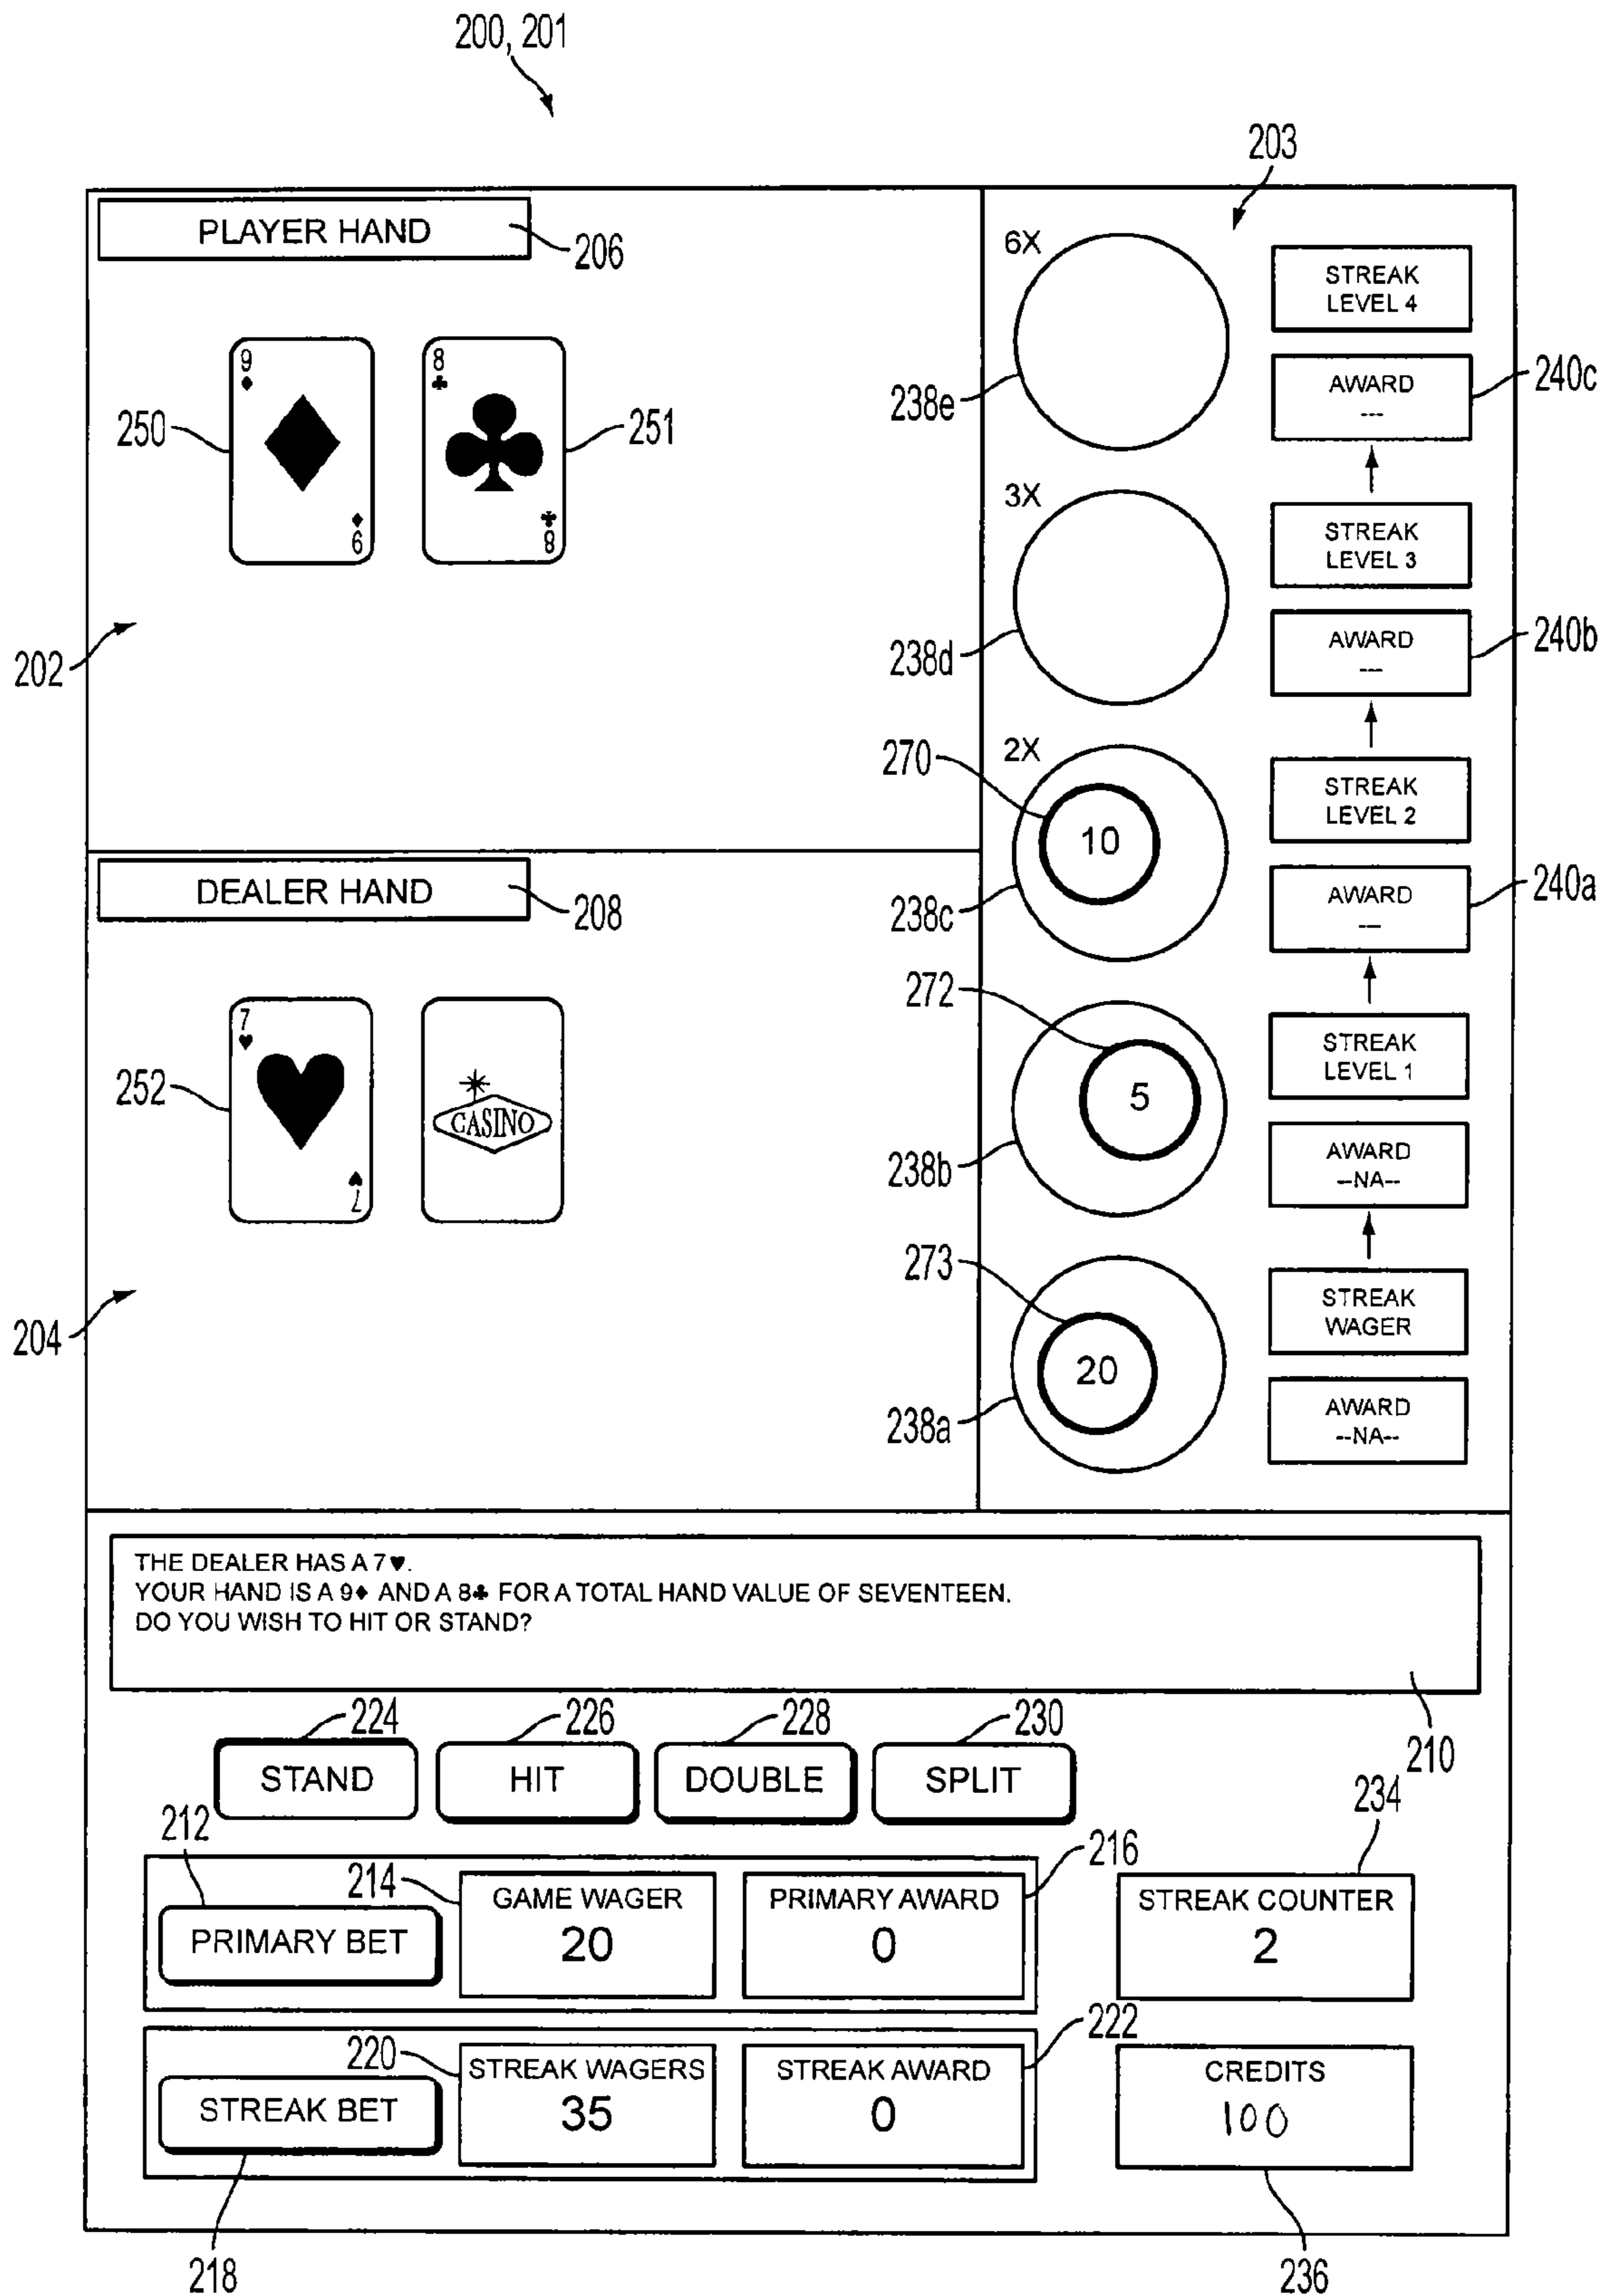 200, 201
203
PLAYER HAND
206
9
9
250
8
8
251
202
DEALER HAND
208
7
7
252
CASINO
204
6X
238e
STREAK
LEVEL 4
AWARD
---
240c
3X
238d
STREAK
LEVEL 3
AWARD
---
240b
2X
270
10
238c
STREAK
LEVEL 2
AWARD
---
240a
272
5
238b
STREAK
LEVEL 1
AWARD
--NA--
273
20
238a
STREAK
WAGER
AWARD
--NA--
THE DEALER HAS A 7♥.
YOUR HAND IS A 9♦ AND A 8♣ FOR A TOTAL HAND VALUE OF SEVENTEEN.
DO YOU WISH TO HIT OR STAND?
210
224
226
228
230
STAND
HIT
DOUBLE
SPLIT
212
PRIMARY BET
214
GAME WAGER
20
PRIMARY AWARD
0
216
234
STREAK COUNTER
2
218
STREAK BET
220
STREAK WAGERS
35
STREAK AWARD
0
222
CREDITS
100
236